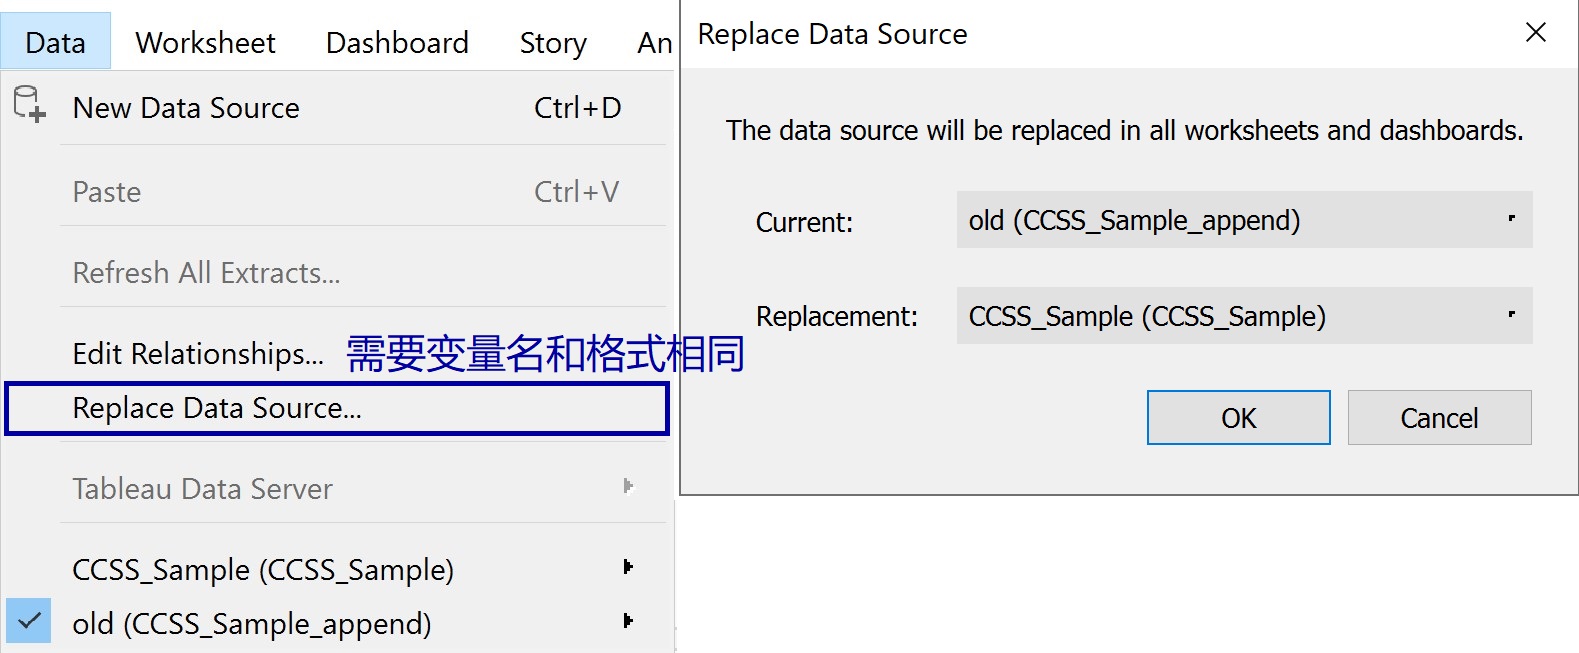 Data Worksheet Dashboard Story An
New Data Source Ctrl+D
Paste Ctrl+V
Refresh All Extracts...
Edit Relationships... 需要变量名和格式相同
Replace Data Source...
Tableau Data Server
CCSS_Sample (CCSS_Sample)
old (CCSS_Sample_append)
Replace Data Source
The data source will be replaced in all worksheets and dashboards.
Current: old (CCSS_Sample_append)
Replacement: CCSS_Sample (CCSS_Sample)
OK Cancel